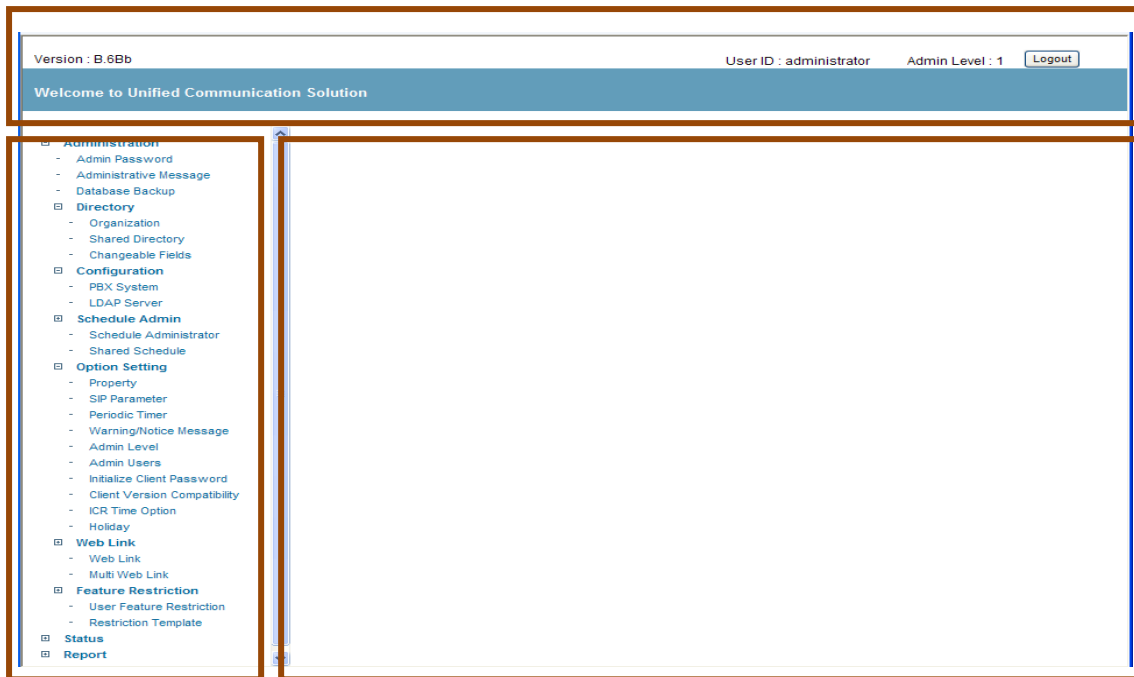 Version : B.6Bb
User ID : administrator Admin Level : 1 Logout
Welcome to Unified Communication Solution
Administration
- Admin Password
- Administrative Message
- Database Backup
Directory
- Organization
- Shared Directory
- Changeable Fields
Configuration
- PBX System
- LDAP Server
Schedule Admin
- Schedule Administrator
- Shared Schedule
Option Setting
- Property
- SIP Parameter
- Periodic Timer
- Warning/Notice Message
- Admin Level
- Admin Users
- Initialize Client Password
- Client Version Compatibility
- ICR Time Option
- Holiday
Web Link
- Web Link
- Multi Web Link
Feature Restriction
- User Feature Restriction
- Restriction Template
Status
Report